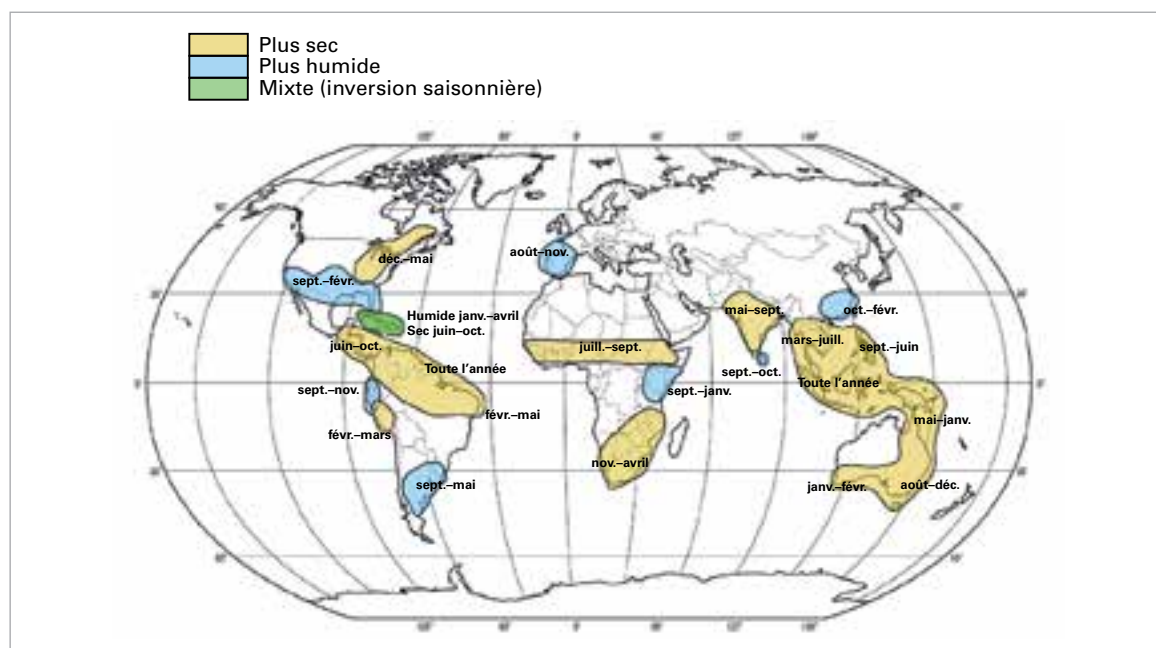 Plus sec
Plus humide
Mixte (inversion saisonnière)
août–nov.
déc.–mai
sept.–févr.
Humide janv.–avril
Sec juin–oct.
juin–oct.
Toute l’année
sept.–nov.
févr.–mai
févr.–mars
sept.–mai
juill.–sept.
sept.–janv.
nov.–avril
mai–sept.
oct.–févr.
mars–juill.
sept.–juin
sept.–oct.
Toute l’année
mai–janv.
janv.–févr.
août–déc.